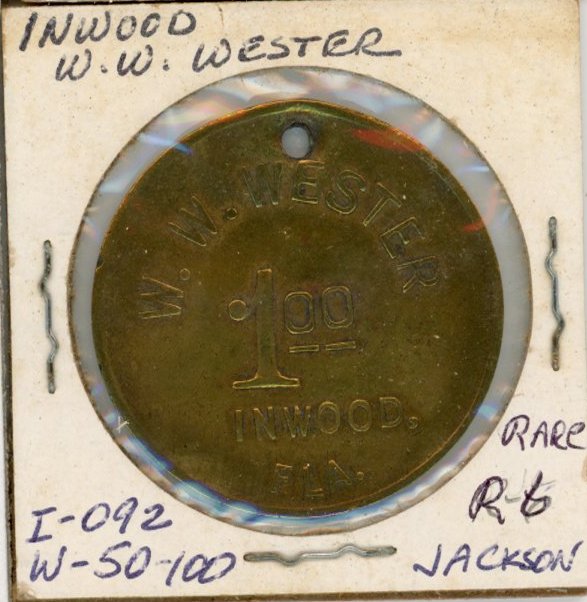 INWOOD
W.W. WESTER
W. W. WESTER
1 00
INWOOD,
FLA.
RARE
R-6
I-092
W-50-100
JACKSON